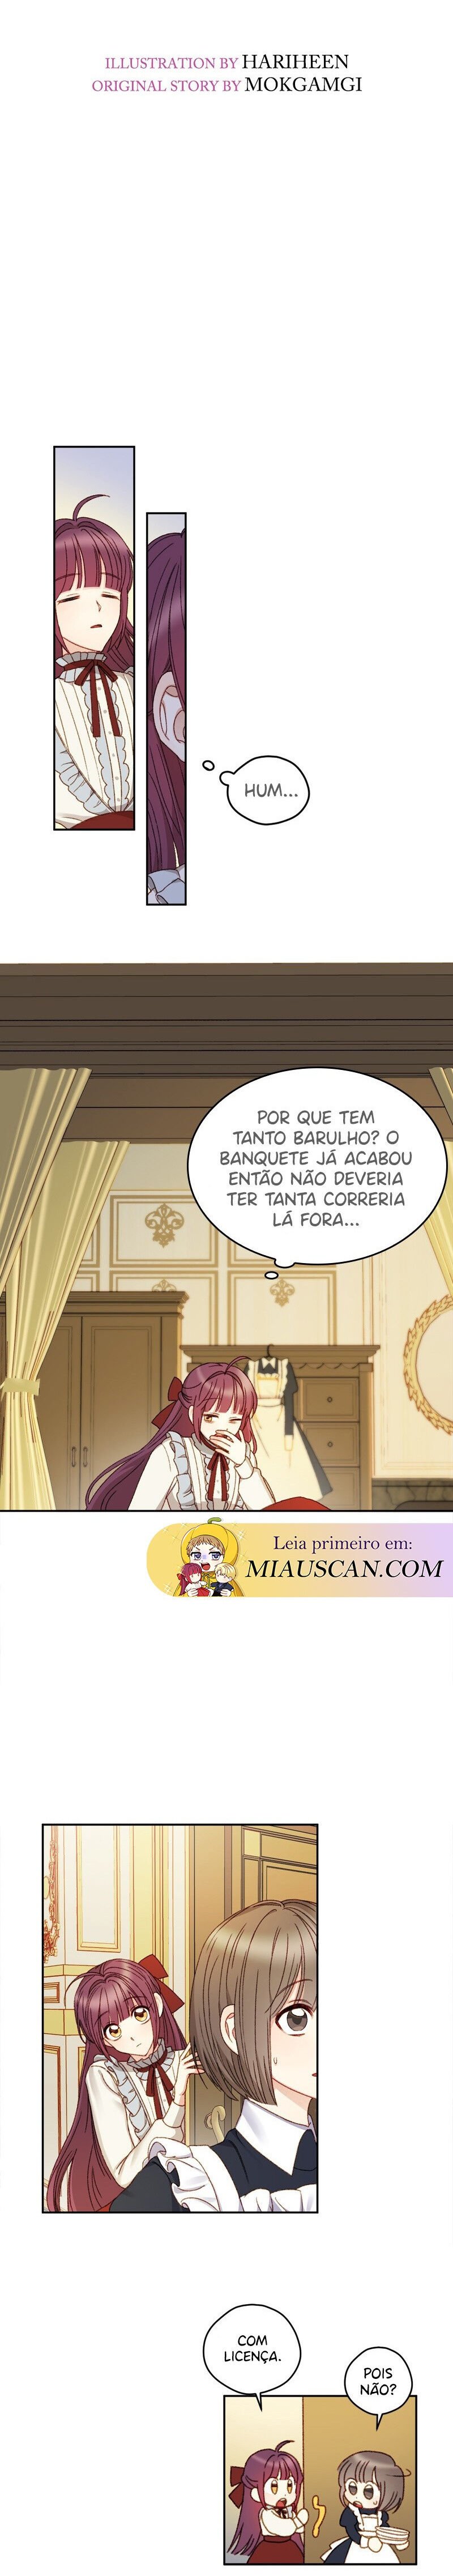 ILLUSTRATION BY HARIHEEN
ORIGINAL STORY BY MOKGAMGI
HUM...
POR QUE TEM
TANTO BARULHO? O
BANQUETE JÁ ACABOU
ENTÃO NÃO DEVERIA
TER TANTA CORRERIA
LÁ FORA...
Leia primeiro em:
MIAUSCAN.COM
COM
LICENÇA.
POIS
NÃO?